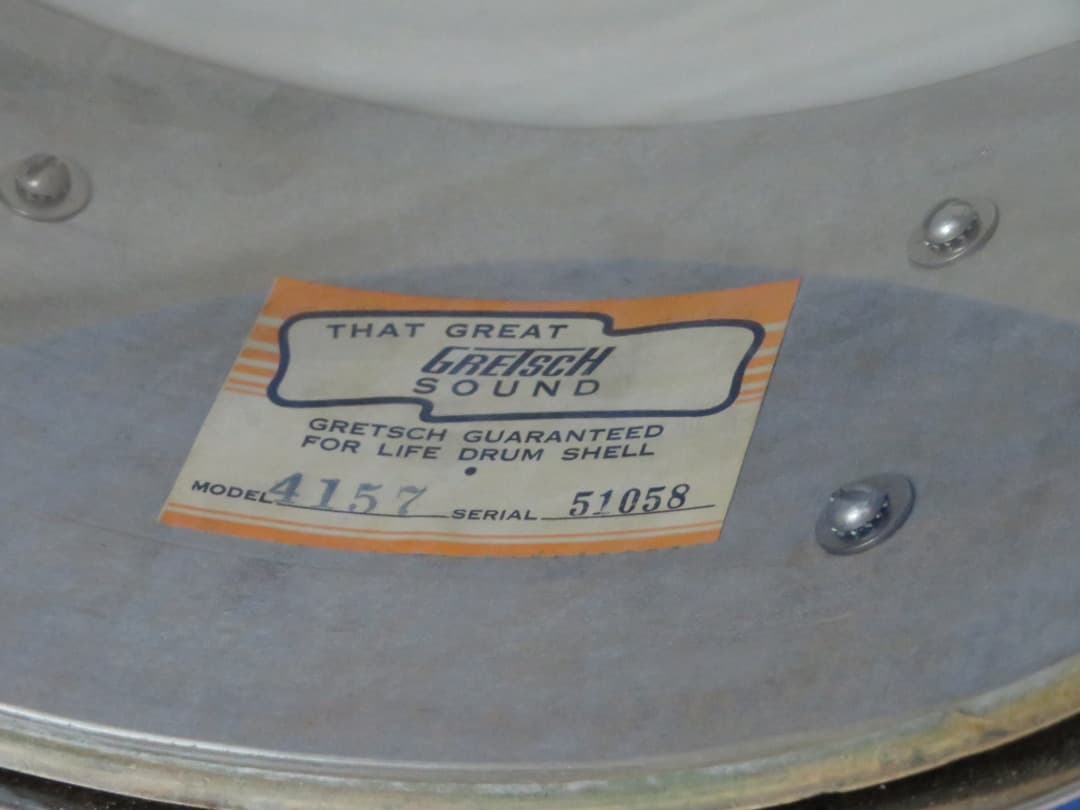 THAT GREAT
GRETSCH
SOUND
GRETSCH GUARANTEED
FOR LIFE DRUM SHELL
MODEL 4157 SERIAL 51058